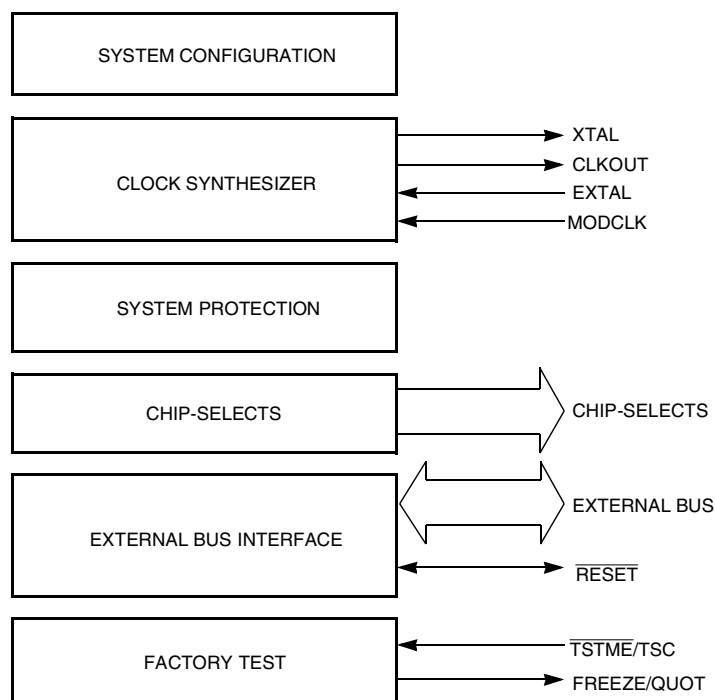 SYSTEM CONFIGURATION
CLOCK SYNTHESIZER
XTAL
CLKOUT
EXTAL
MODCLK
SYSTEM PROTECTION
CHIP-SELECTS
CHIP-SELECTS
EXTERNAL BUS INTERFACE
EXTERNAL BUS
RESET
FACTORY TEST
TSTME/TSC
FREEZE/QUOT